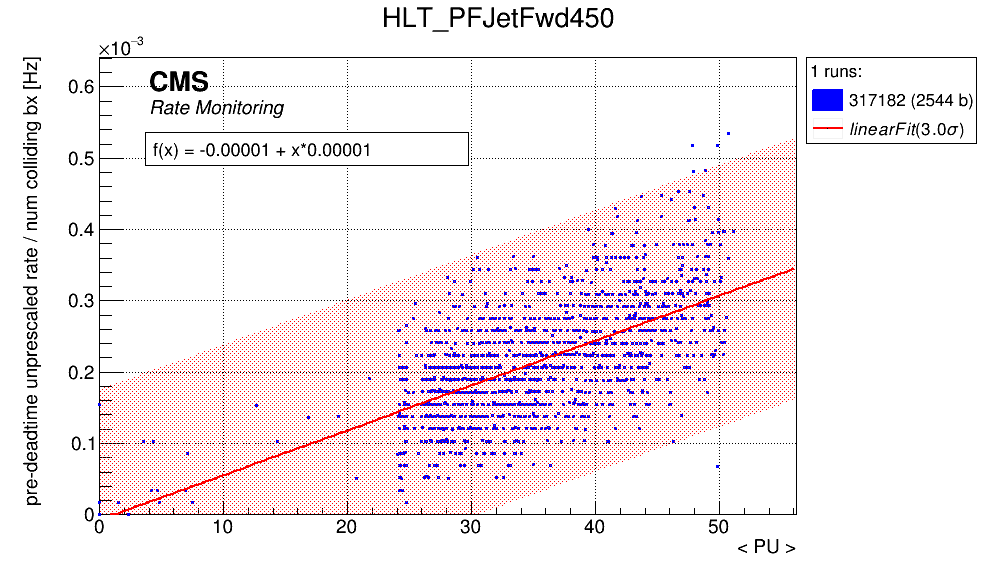 HLT_PFJetFwd450
×10⁻³
CMS
Rate Monitoring
f(x) = -0.00001 + x*0.00001
1 runs:
317182 (2544 b)
linearFit(3.0σ)
pre-deadtime unprescaled rate / num colliding bx [Hz]
0.6
0.5
0.4
0.3
0.2
0.1
0
0 10 20 30 40 50
< PU >